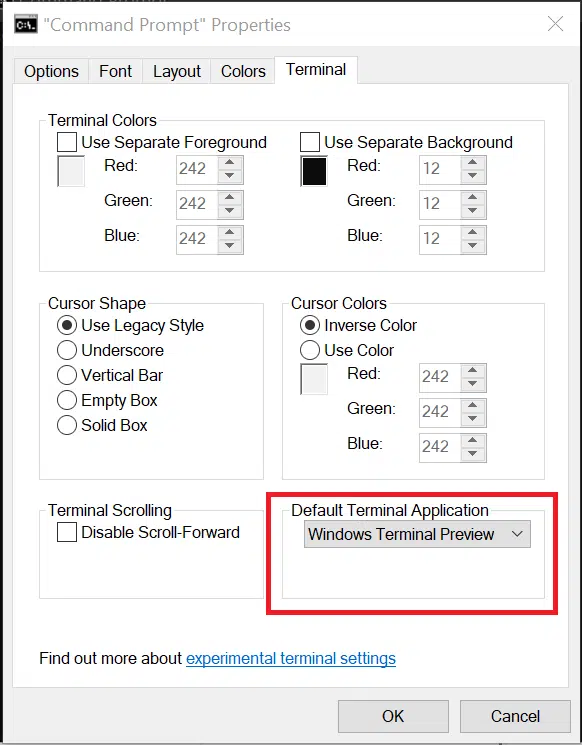 "Command Prompt" Properties
Options Font Layout Colors Terminal
Terminal Colors
Use Separate Foreground
Red: 242
Green: 242
Blue: 242
Use Separate Background
Red: 12
Green: 12
Blue: 12
Cursor Shape
Use Legacy Style
Underscore
Vertical Bar
Empty Box
Solid Box
Cursor Colors
Inverse Color
Use Color
Red: 242
Green: 242
Blue: 242
Terminal Scrolling
Disable Scroll-Forward
Default Terminal Application
Windows Terminal Preview
Find out more about experimental terminal settings
OK Cancel